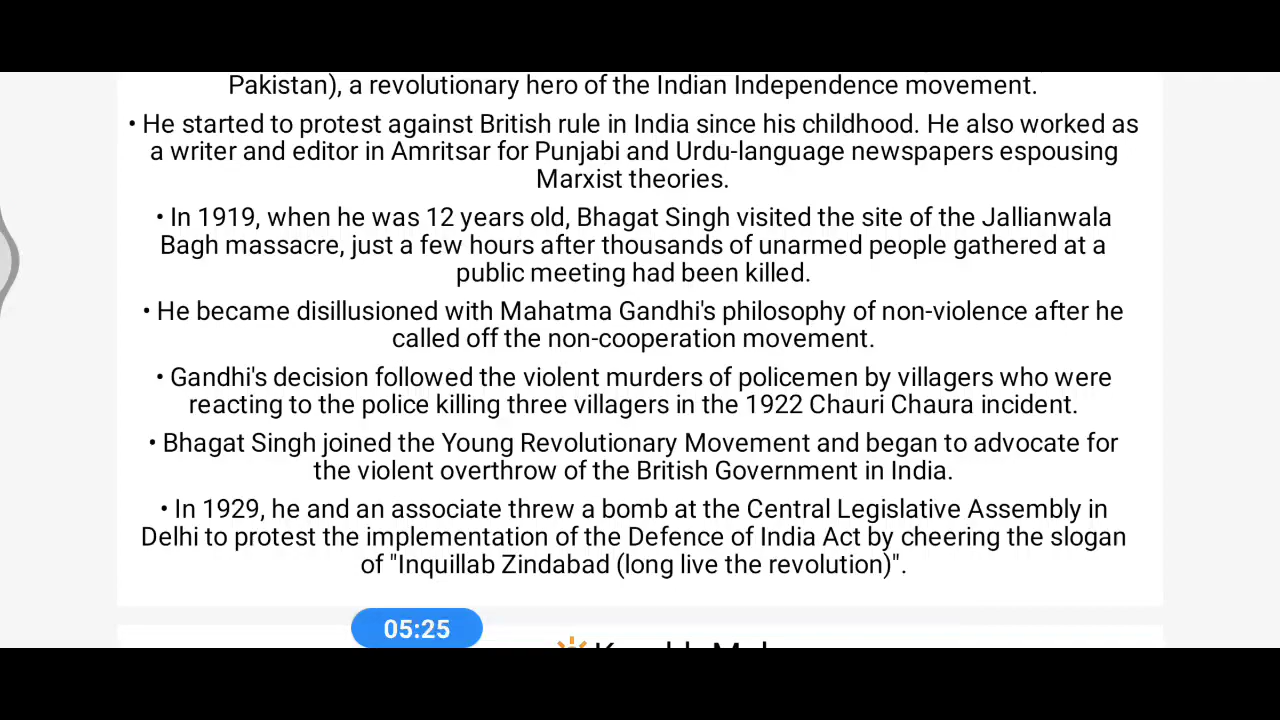 Pakistan), a revolutionary hero of the Indian Independence movement.
• He started to protest against British rule in India since his childhood. He also worked as
a writer and editor in Amritsar for Punjabi and Urdu-language newspapers espousing
Marxist theories.
• In 1919, when he was 12 years old, Bhagat Singh visited the site of the Jallianwala
Bagh massacre, just a few hours after thousands of unarmed people gathered at a
public meeting had been killed.
• He became disillusioned with Mahatma Gandhi's philosophy of non-violence after he
called off the non-cooperation movement.
• Gandhi's decision followed the violent murders of policemen by villagers who were
reacting to the police killing three villagers in the 1922 Chauri Chaura incident.
• Bhagat Singh joined the Young Revolutionary Movement and began to advocate for
the violent overthrow of the British Government in India.
• In 1929, he and an associate threw a bomb at the Central Legislative Assembly in
Delhi to protest the implementation of the Defence of India Act by cheering the slogan
of "Inquillab Zindabad (long live the revolution)".
05:25